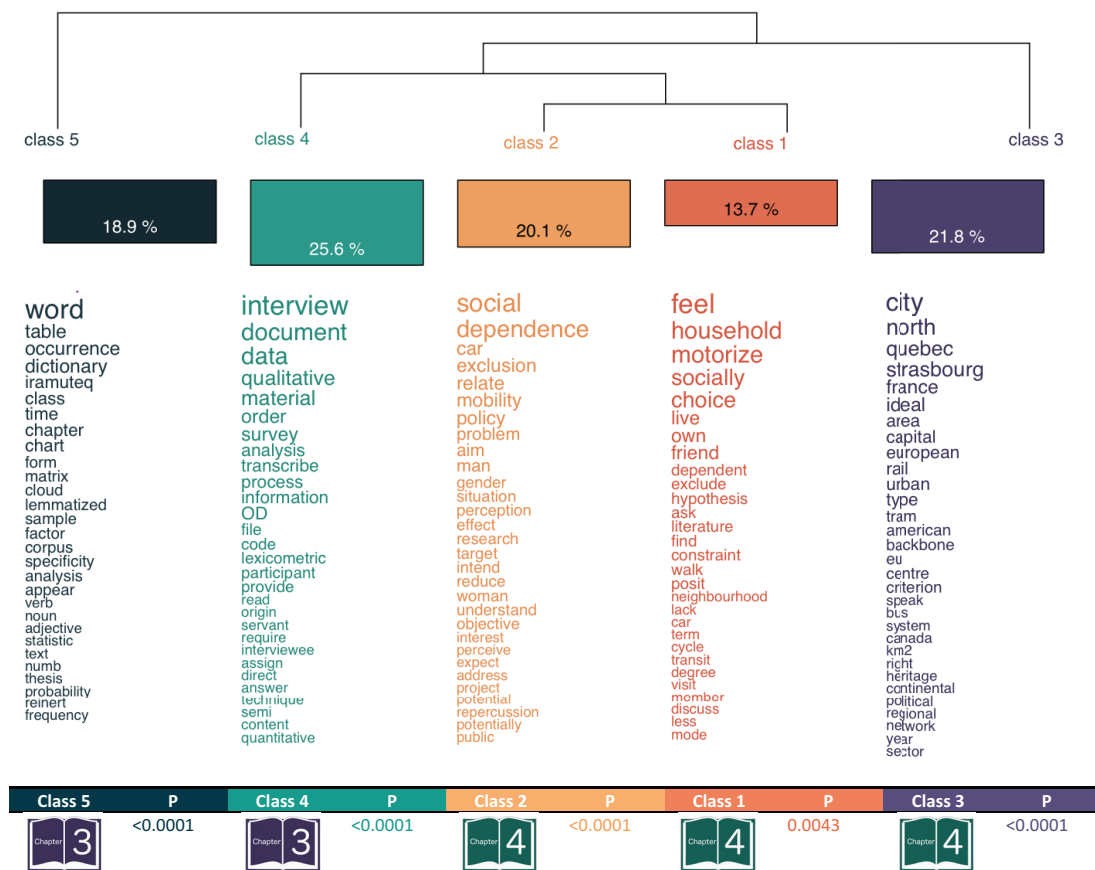 class 5
class 4
class 2
class 1
class 3
18.9 %
25.6 %
20.1 %
13.7 %
21.8 %
word
table
occurrence
dictionary
iramuteq
class
time
chapter
chart
form
matrix
cloud
lemmatized
sample
factor
corpus
specificity
analysis
appear
verb
noun
adjective
statistic
text
numb
thesis
probability
reinert
frequency
interview
document
data
qualitative
material
order
survey
analysis
transcribe
process
information
OD
file
code
lexicometric
participant
provide
read
origin
servant
require
interviewee
assign
direct
answer
technique
semi
content
quantitative
social
dependence
car
exclusion
relate
mobility
policy
problem
aim
man
gender
situation
perception
effect
research
target
intend
reduce
woman
understand
objective
interest
perceive
expect
address
project
potential
repercussion
potentially
public
feel
household
motorize
socially
choice
live
own
friend
dependent
exclude
hypothesis
ask
literature
find
constraint
walk
posit
neighbourhood
lack
car
term
cycle
transit
degree
visit
member
discuss
less
mode
city
north
quebec
strasbourg
france
ideal
area
capital
european
rail
urban
type
tram
american
backbone
eu
centre
criterion
speak
bus
system
canada
km2
right
heritage
continental
political
regional
network
year
sector
Class 5 P Class 4 P Class 2 P Class 1 P Class 3 P
Chapter 3 <0.0001 Chapter 3 <0.0001 Chapter 4 <0.0001 Chapter 4 0.0043 Chapter 4 <0.0001